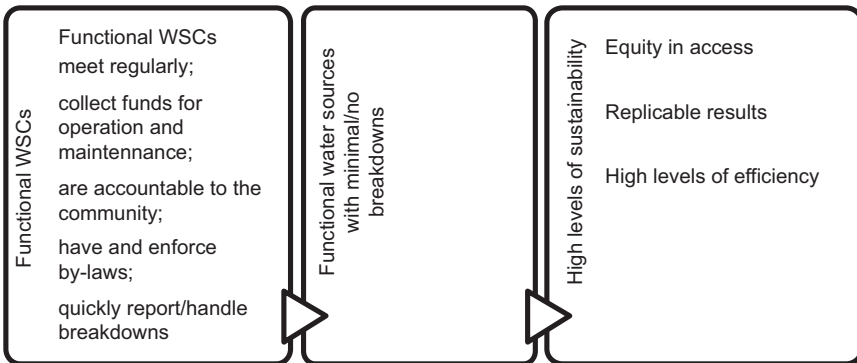 Functional WSCs
Functional WSCs
meet regularly;
collect funds for
operation and
maintennance;
are accountable to the
community;
have and enforce
by-laws;
quickly report/handle
breakdowns
Functional water sources
with minimal/no
breakdowns
High levels of sustainability
Equity in access
Replicable results
High levels of efficiency